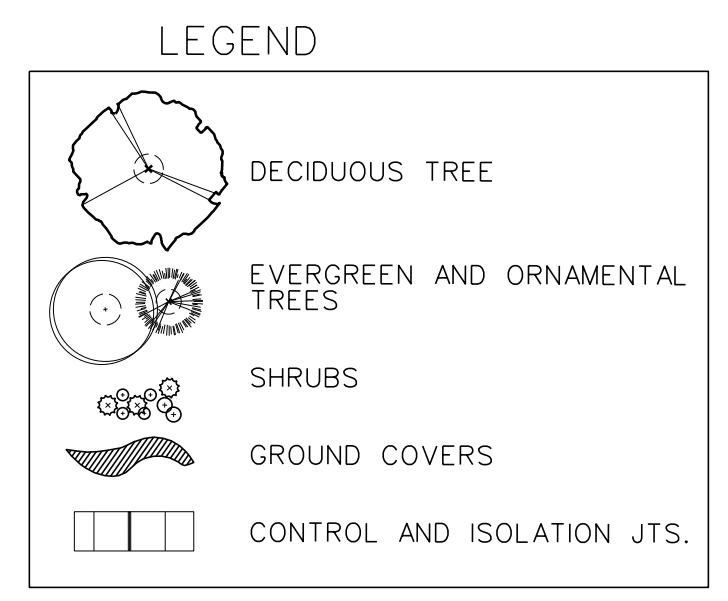 LEGEND
DECIDUOUS TREE
EVERGREEN AND ORNAMENTAL
TREES
SHRUBS
GROUND COVERS
CONTROL AND ISOLATION JTS.